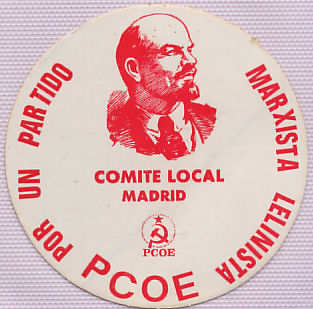 POR UN PARTIDO MARXISTA LELINISTA
COMITE LOCAL
MADRID
PCOE
PCOE